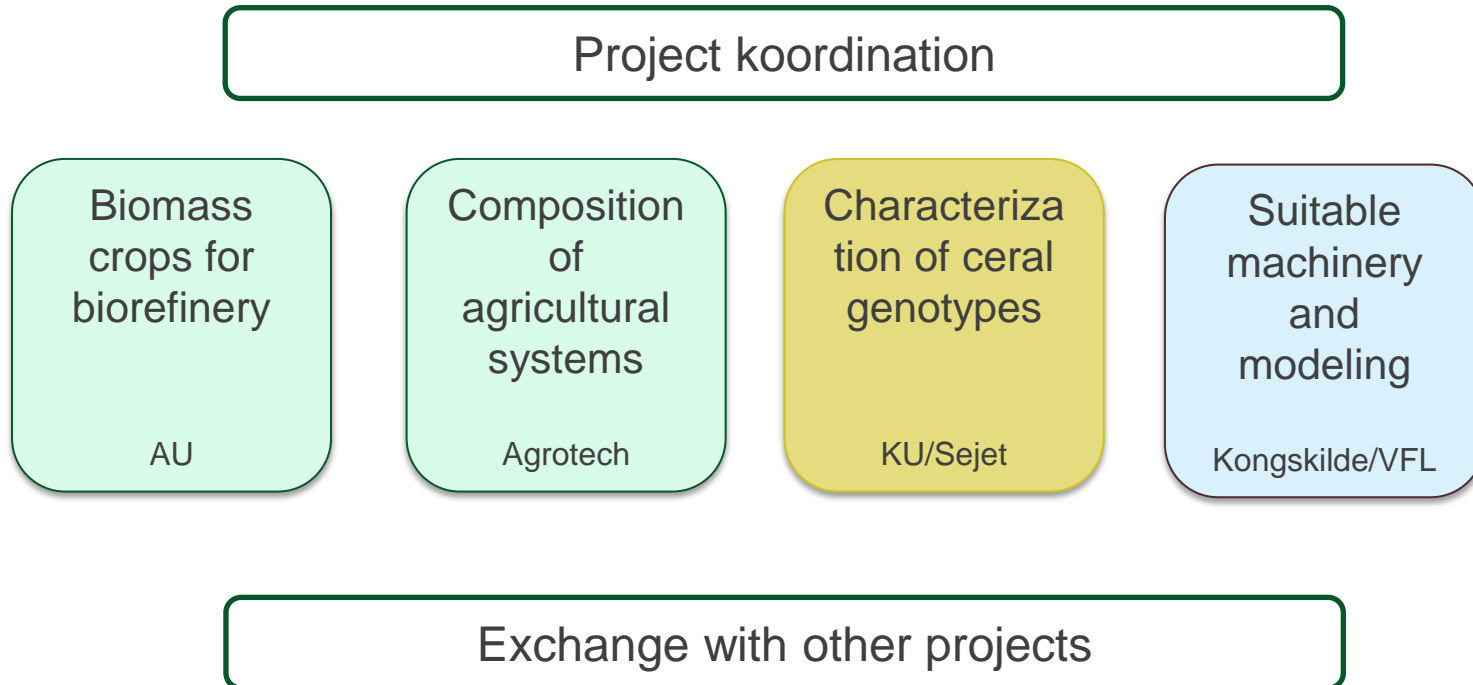 Project koordination
Biomass
crops for
biorefinery
AU
Composition
of
agricultural
systems
Agrotech
Characteriza
tion of ceral
genotypes
KU/Sejet
Suitable
machinery
and
modeling
Kongskilde/VFL
Exchange with other projects